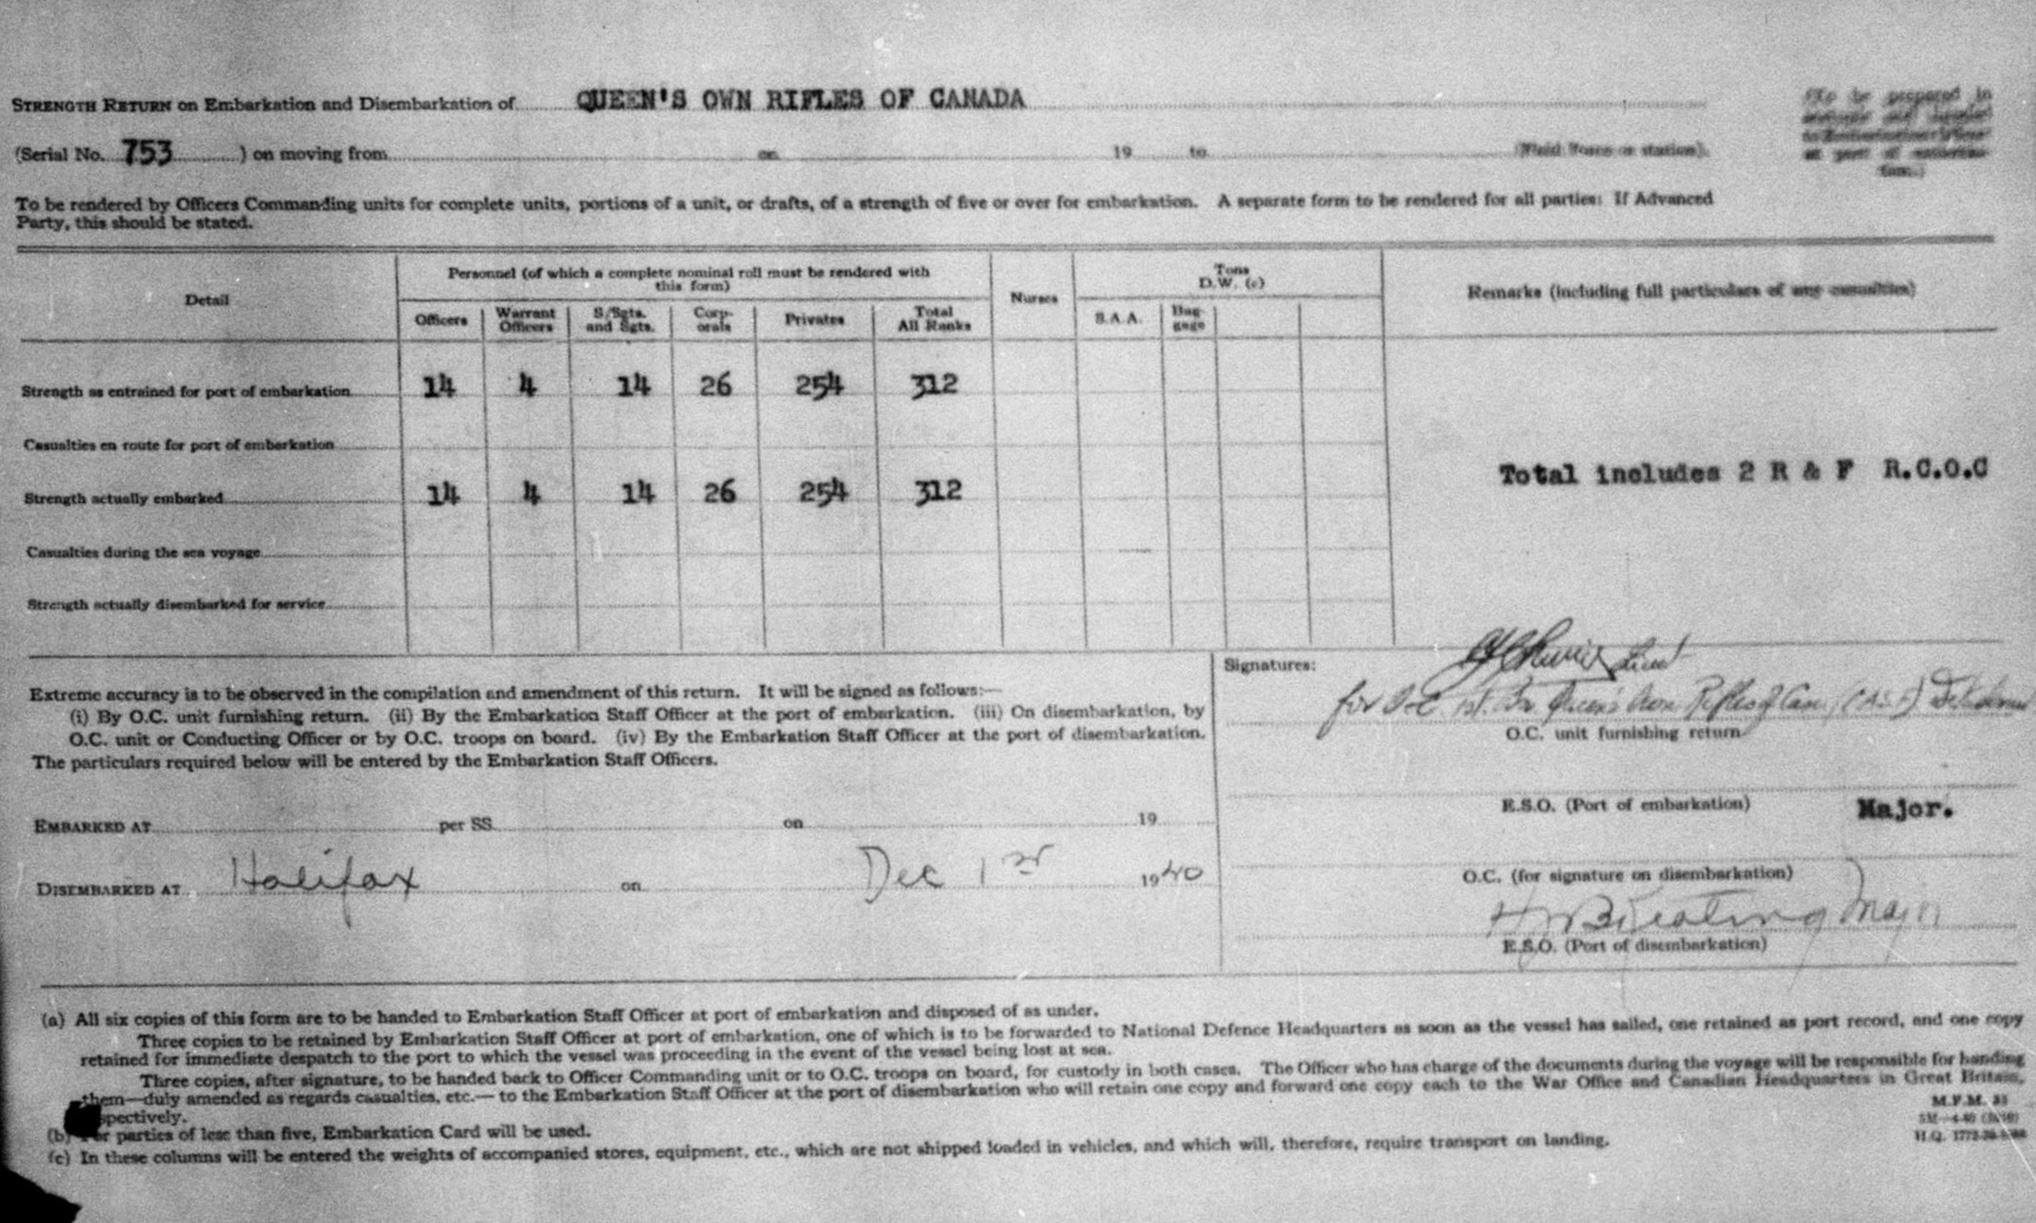 STRENGTH RETURN on Embarkation and Disembarkation of QUEEN'S OWN RIFLES OF CANADA
(To be prepared in
(Serial No. 753 ) on moving from on 19 to (Field Force or station).
To be rendered by Officers Commanding units for complete units, portions of a unit, or drafts, of a strength of five or over for embarkation. A separate form to be rendered for all parties: If Advanced
Party, this should be stated.
Detail
Personnel (of which a complete nominal roll must be rendered with
this form)
Officers
Warrant
Officers
S/Sgts.
and Sgts.
Corp-
orals
Privates
Total
All Ranks
Nurses
Tons
D.W. (c)
S.A.A.
Bag-
gage
Remarks (including full particulars of any casualties)
Strength as entrained for port of embarkation 14 4 14 26 254 312
Casualties en route for port of embarkation
Strength actually embarked 14 4 14 26 254 312
Total includes 2 R & F R.C.O.C
Casualties during the sea voyage
Strength actually disembarked for service
Extreme accuracy is to be observed in the compilation and amendment of this return. It will be signed as follows:—
(i) By O.C. unit furnishing return. (ii) By the Embarkation Staff Officer at the port of embarkation. (iii) On disembarkation, by
O.C. unit or Conducting Officer or by O.C. troops on board. (iv) By the Embarkation Staff Officer at the port of disembarkation.
The particulars required below will be entered by the Embarkation Staff Officers.
EMBARKED AT per SS. on 19
DISEMBARKED AT Halifax on Dec 1st 1940
Signatures:
Lieut
for O.C. 1st. Bn. Queen's Own Rifles of Can, (A.S.F)
O.C. unit furnishing return
E.S.O. (Port of embarkation) Major.
O.C. (for signature on disembarkation)
Keating Major
E.S.O. (Port of disembarkation)
(a) All six copies of this form are to be handed to Embarkation Staff Officer at port of embarkation and disposed of as under.
Three copies to be retained by Embarkation Staff Officer at port of embarkation, one of which is to be forwarded to National Defence Headquarters as soon as the vessel has sailed, one retained as port record, and one copy
retained for immediate despatch to the port to which the vessel was proceeding in the event of the vessel being lost at sea.
Three copies, after signature, to be handed back to Officer Commanding unit or to O.C. troops on board, for custody in both cases. The Officer who has charge of the documents during the voyage will be responsible for handing
them—duly amended as regards casualties, etc.—to the Embarkation Staff Officer at the port of disembarkation who will retain one copy and forward one copy each to the War Office and Canadian Headquarters in Great Britain,
spectively.
(b) For parties of less than five, Embarkation Card will be used.
(c) In these columns will be entered the weights of accompanied stores, equipment, etc., which are not shipped loaded in vehicles, and which will, therefore, require transport on landing.
M.F.M. 35